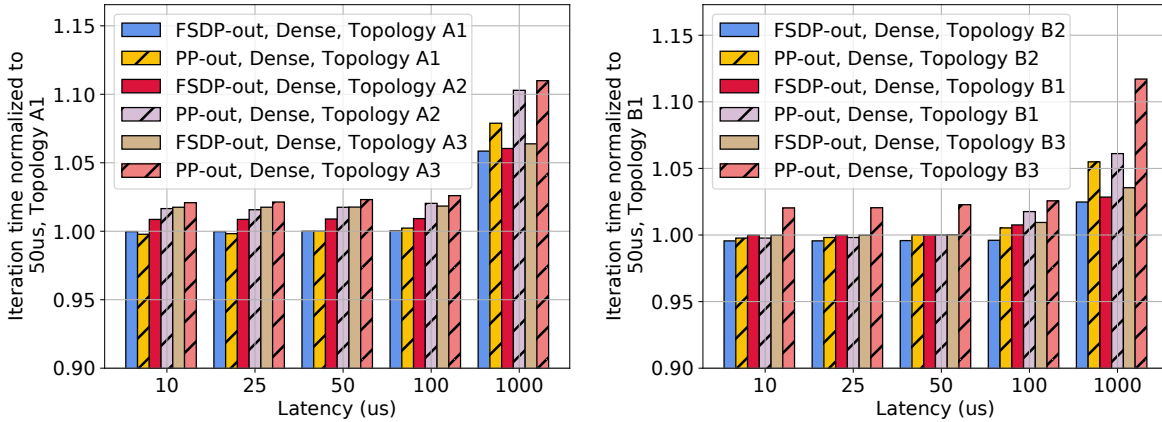 Iteration time normalized to
50us, Topology A1
1.15
1.10
1.05
1.00
0.95
0.90
FSDP-out, Dense, Topology A1
PP-out, Dense, Topology A1
FSDP-out, Dense, Topology A2
PP-out, Dense, Topology A2
FSDP-out, Dense, Topology A3
PP-out, Dense, Topology A3
10 25 50 100 1000
Latency (us)
Iteration time normalized to
50us, Topology B1
1.15
1.10
1.05
1.00
0.95
0.90
FSDP-out, Dense, Topology B2
PP-out, Dense, Topology B2
FSDP-out, Dense, Topology B1
PP-out, Dense, Topology B1
FSDP-out, Dense, Topology B3
PP-out, Dense, Topology B3
10 25 50 100 1000
Latency (us)